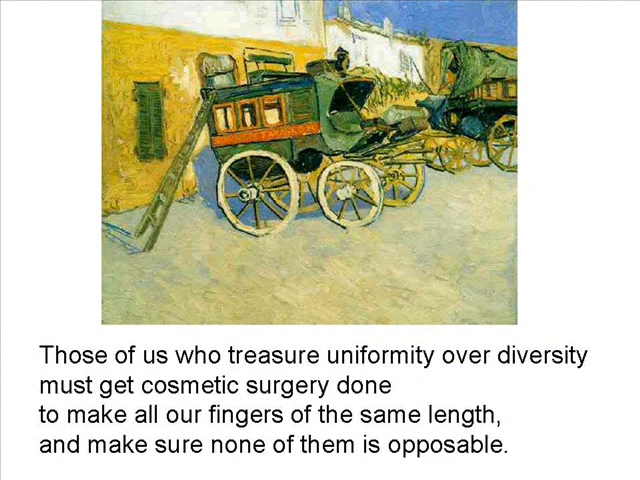 Those of us who treasure uniformity over diversity
must get cosmetic surgery done
to make all our fingers of the same length,
and make sure none of them is opposable.